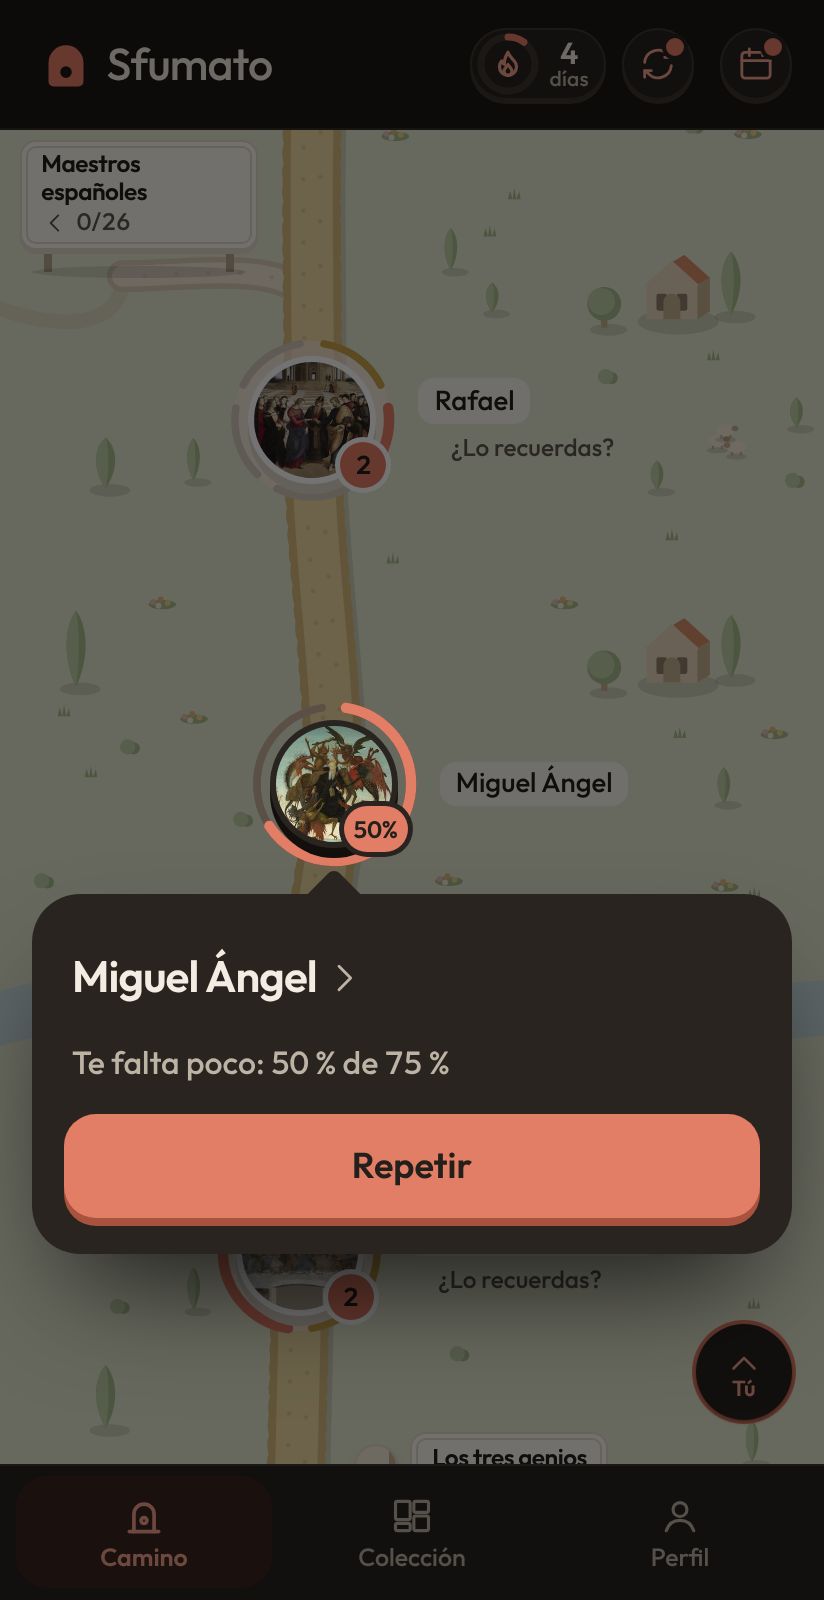 Sfumato
4
días
Maestros
españoles
0/26
Rafael
¿Lo recuerdas?
2
Miguel Ángel
50%
Miguel Ángel
Te falta poco: 50 % de 75 %
Repetir
¿Lo recuerdas?
2
Tú
Los tres genios
Camino
Colección
Perfil